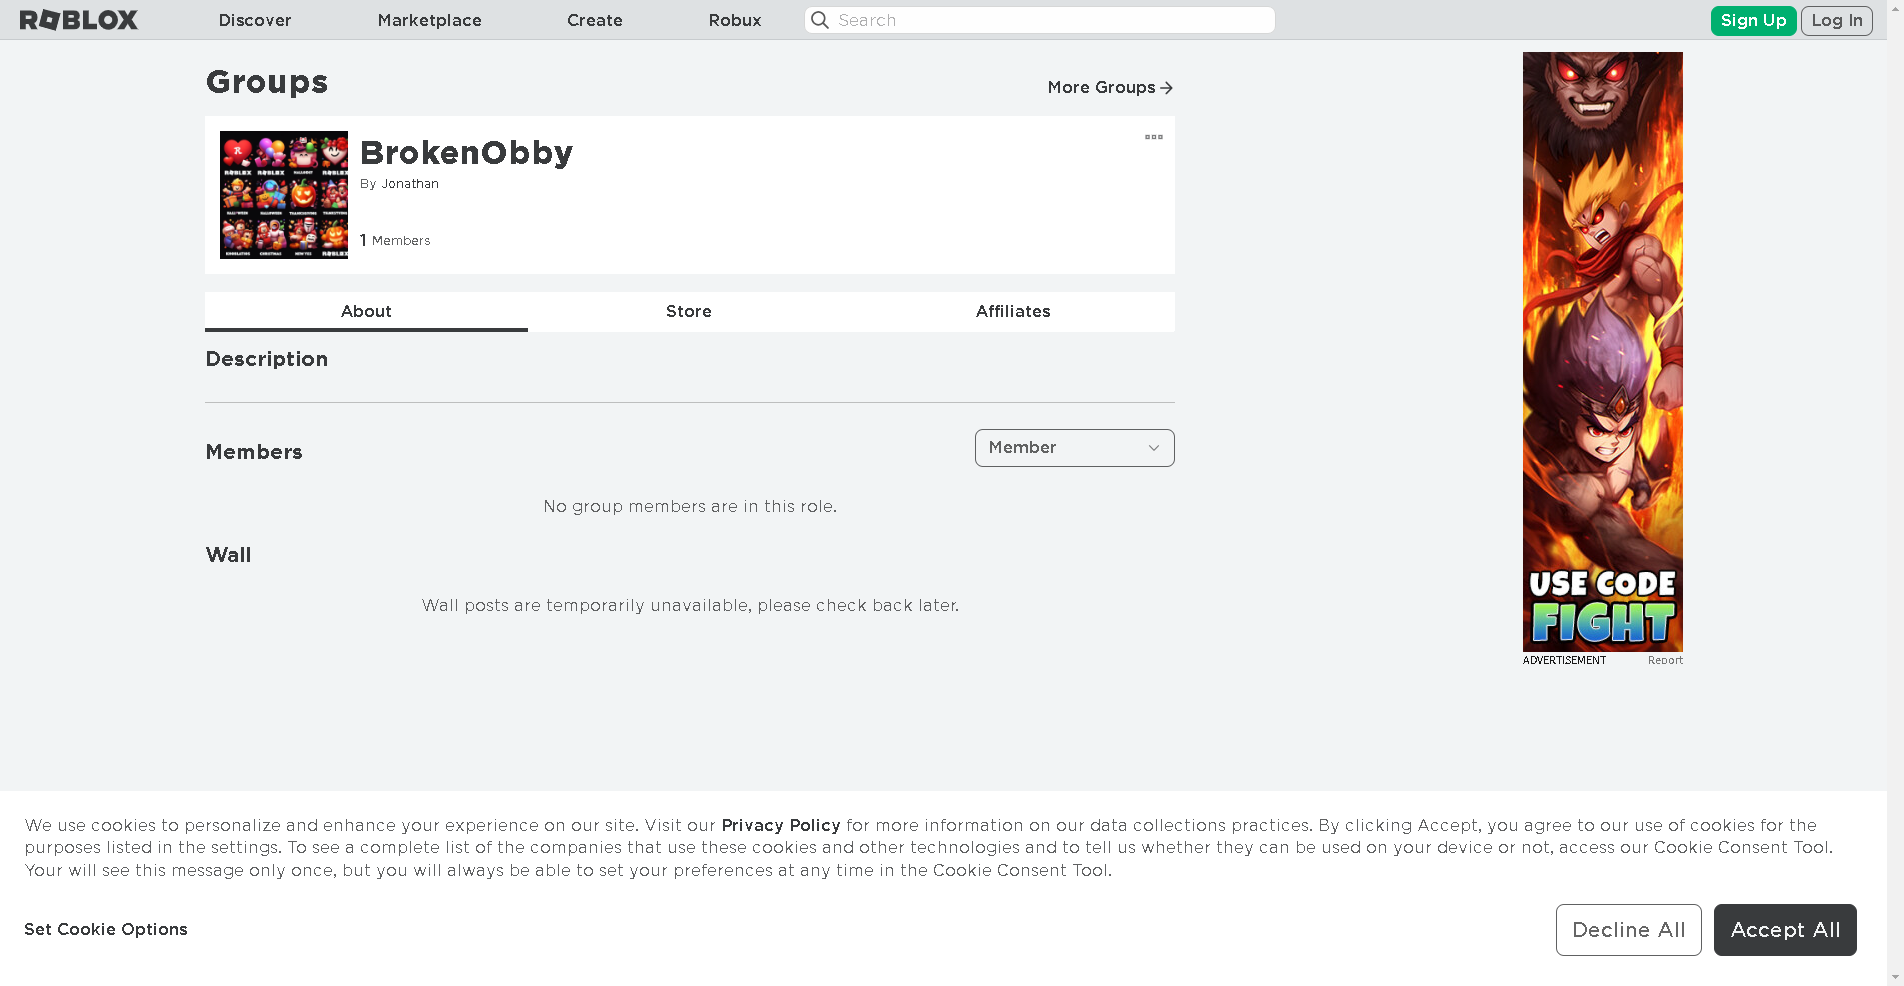 ROBLOX Discover Marketplace Create Robux Search Sign Up Log In
Groups
More Groups
BrokenObby
By Jonathan
1 Members
About Store Affiliates
Description
Members
Member
No group members are in this role.
Wall
Wall posts are temporarily unavailable, please check back later.
USE CODE
FIGHT
ADVERTISEMENT Report
We use cookies to personalize and enhance your experience on our site. Visit our Privacy Policy for more information on our data collections practices. By clicking Accept, you agree to our use of cookies for the
purposes listed in the settings. To see a complete list of the companies that use these cookies and other technologies and to tell us whether they can be used on your device or not, access our Cookie Consent Tool.
Your will see this message only once, but you will always be able to set your preferences at any time in the Cookie Consent Tool.
Set Cookie Options
Decline All
Accept All